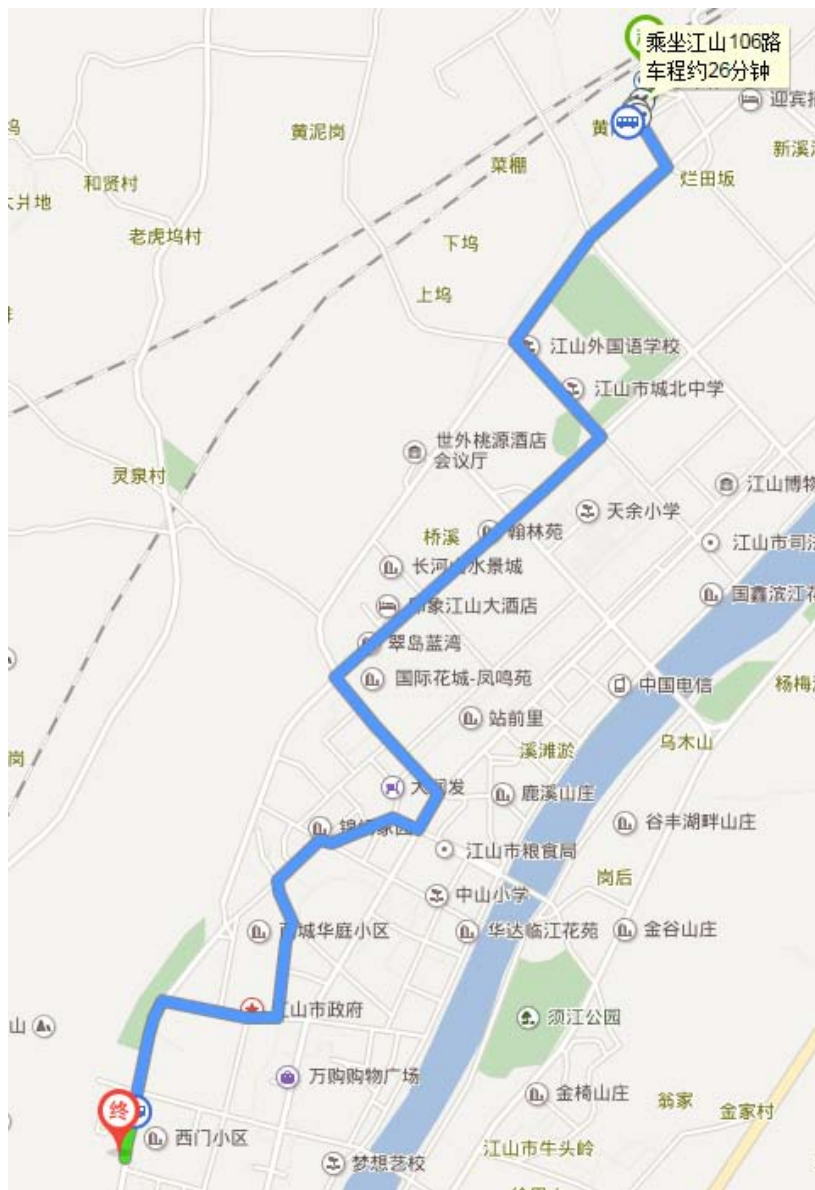 乘坐江山106路
车程约26分钟
迎宾
黄泥岗
菜棚
烂田坂
和贤村
老虎坞村
下坞
上坞
江山外国语学校
江山市城北中学
世外桃源酒店
会议厅
灵泉村
江山博物
天余小学
翰林苑
桥溪
江山市司法
长河山水景城
国鑫滨江花
印象江山大酒店
翠岛蓝湾
国际花城-凤鸣苑
中国电信
杨梅
站前里
溪滩淤
乌木山
岗
大润发
鹿溪山庄
谷丰湖畔山庄
江山市粮食局
岗后
中山小学
华达临江花苑
金谷山庄
城华庭小区
江山市政府
须江公园
山
万购购物广场
金椅山庄
翁家
金家村
终
西门小区
江山市牛头岭
梦想艺校